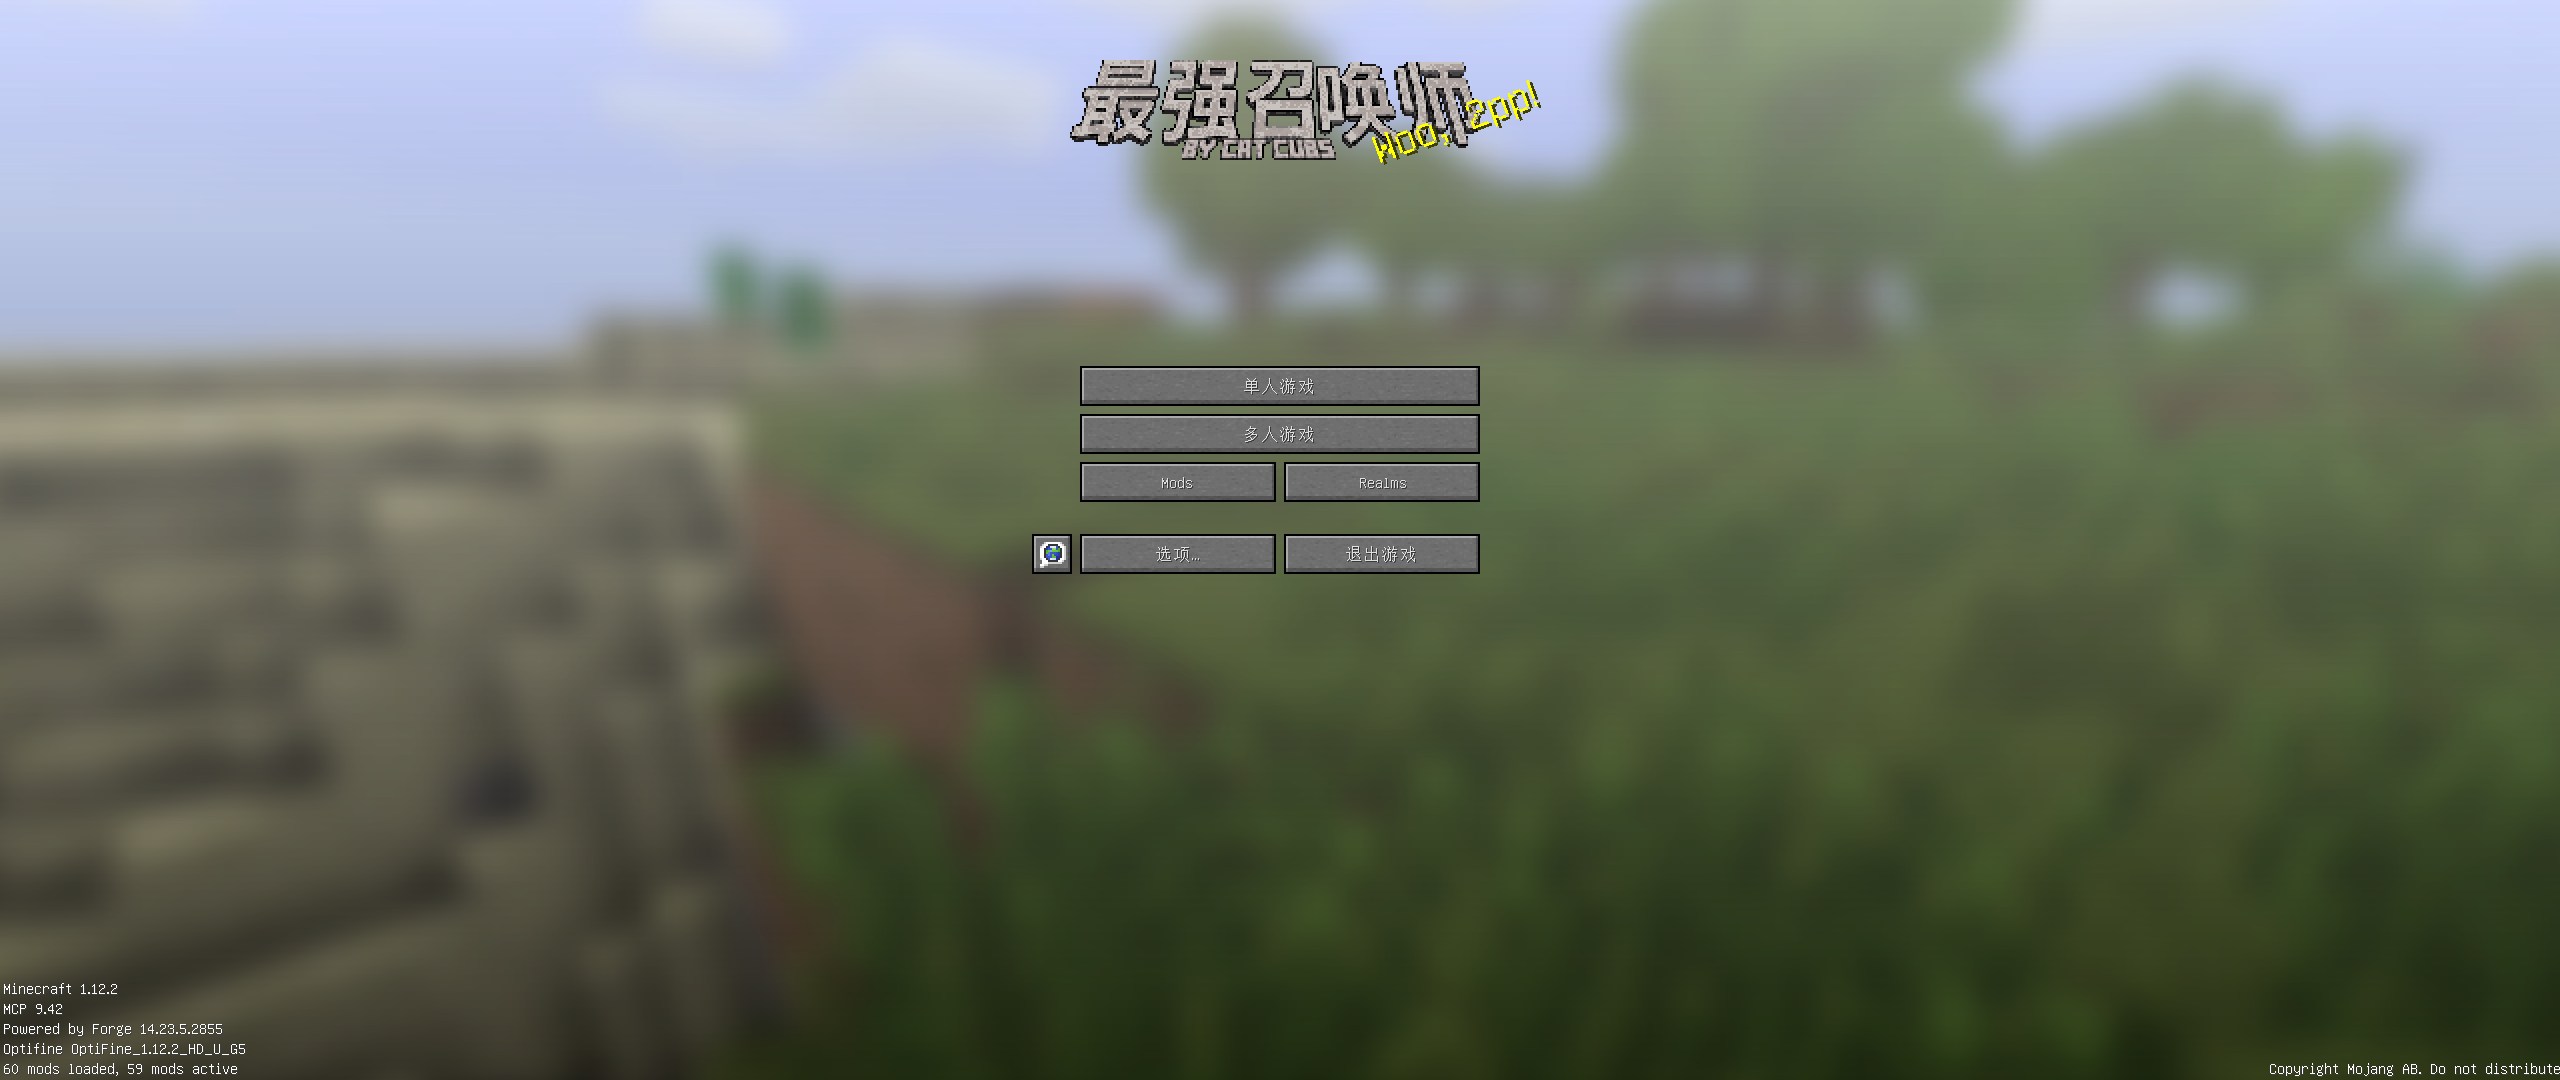 最强召唤师
BY CAT CUBS
Woo, 2pp!
单人游戏
多人游戏
Mods
Realms
选项...
退出游戏
Minecraft 1.12.2
MCP 9.42
Powered by Forge 14.23.5.2855
Optifine OptiFine_1.12.2_HD_U_G5
60 mods loaded, 59 mods active
Copyright Mojang AB. Do not distribute